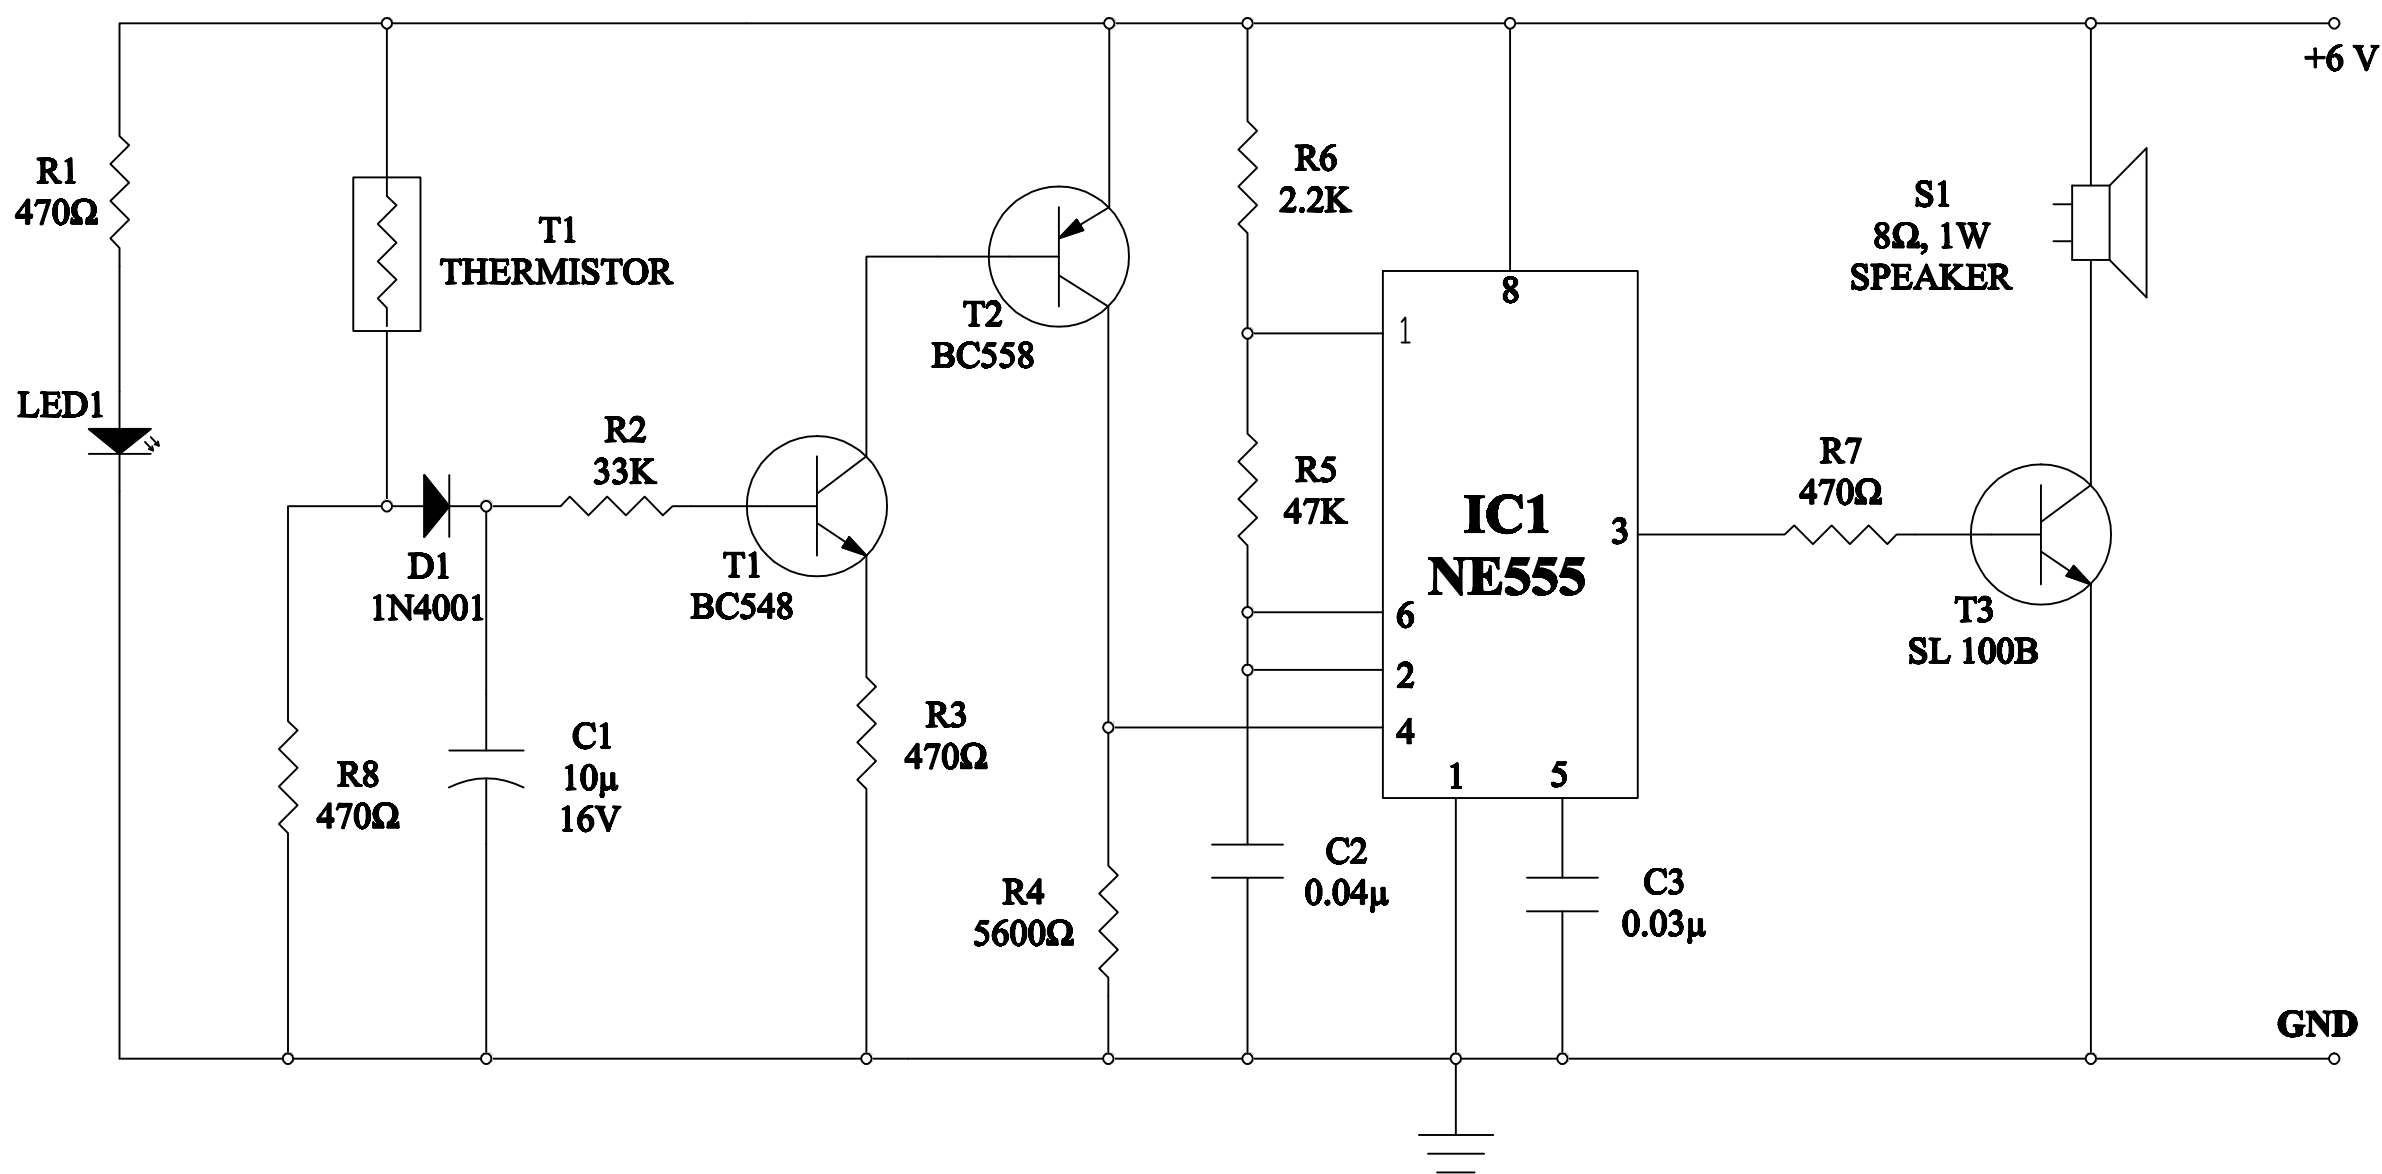 +6 V
R1
470Ω
T1
THERMISTOR
LED1
R2
33K
D1
1N4001
T1
BC548
T2
BC558
R6
2.2K
R5
47K
R8
470Ω
C1
10µ
16V
R3
470Ω
R4
5600Ω
8
1
IC1
NE555
3
6
2
4
1
5
C2
0.04µ
C3
0.03µ
S1
8Ω, 1W
SPEAKER
R7
470Ω
T3
SL 100B
GND